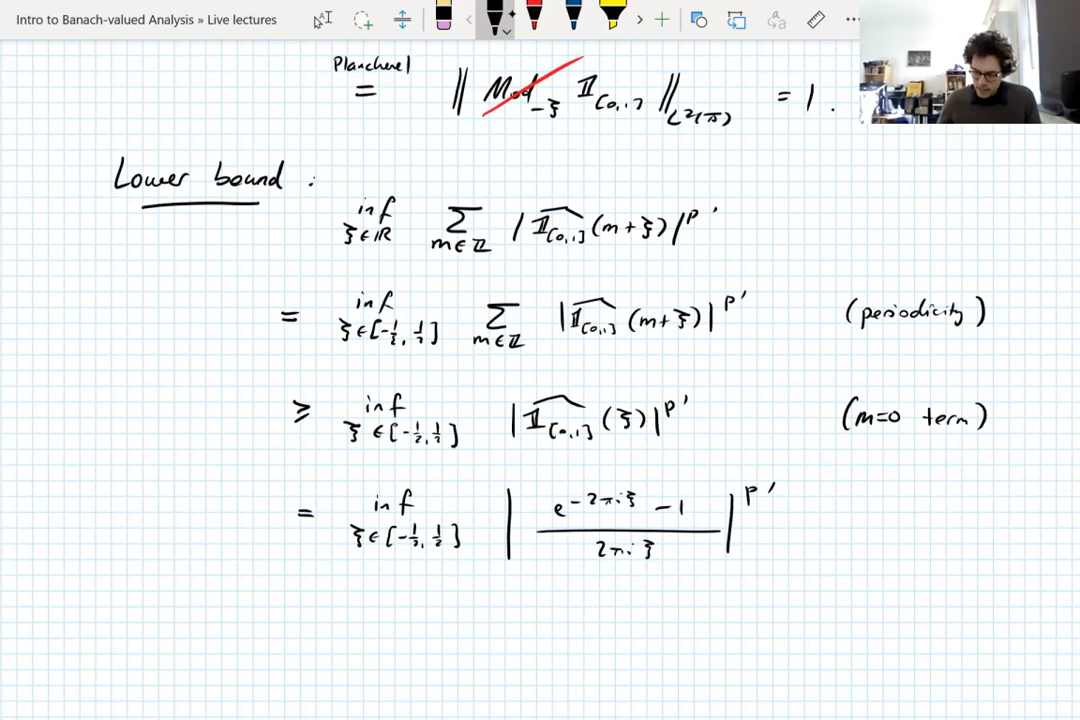 Intro to Banach-valued Analysis » Live lectures
Plancherel
= ‖ Mod_{-ξ} 𝟙_{[0,1]} ‖_{L²(𝕋)} = 1 .
Lower bound :
inf_{ξ∈ℝ} Σ_{m∈ℤ} | \widehat{𝟙_{[0,1]}} (m+ξ)|^{p'}
= inf_{ξ∈[-½,½]} Σ_{m∈ℤ} | \widehat{𝟙_{[0,1]}} (m+ξ)|^{p'} (periodicity)
≥ inf_{ξ∈[-½,½]} | \widehat{𝟙_{[0,1]}} (ξ)|^{p'} (m=0 term)
= inf_{ξ∈[-½,½]} | \frac{e^{-2πiξ} - 1}{2πiξ} |^{p'}